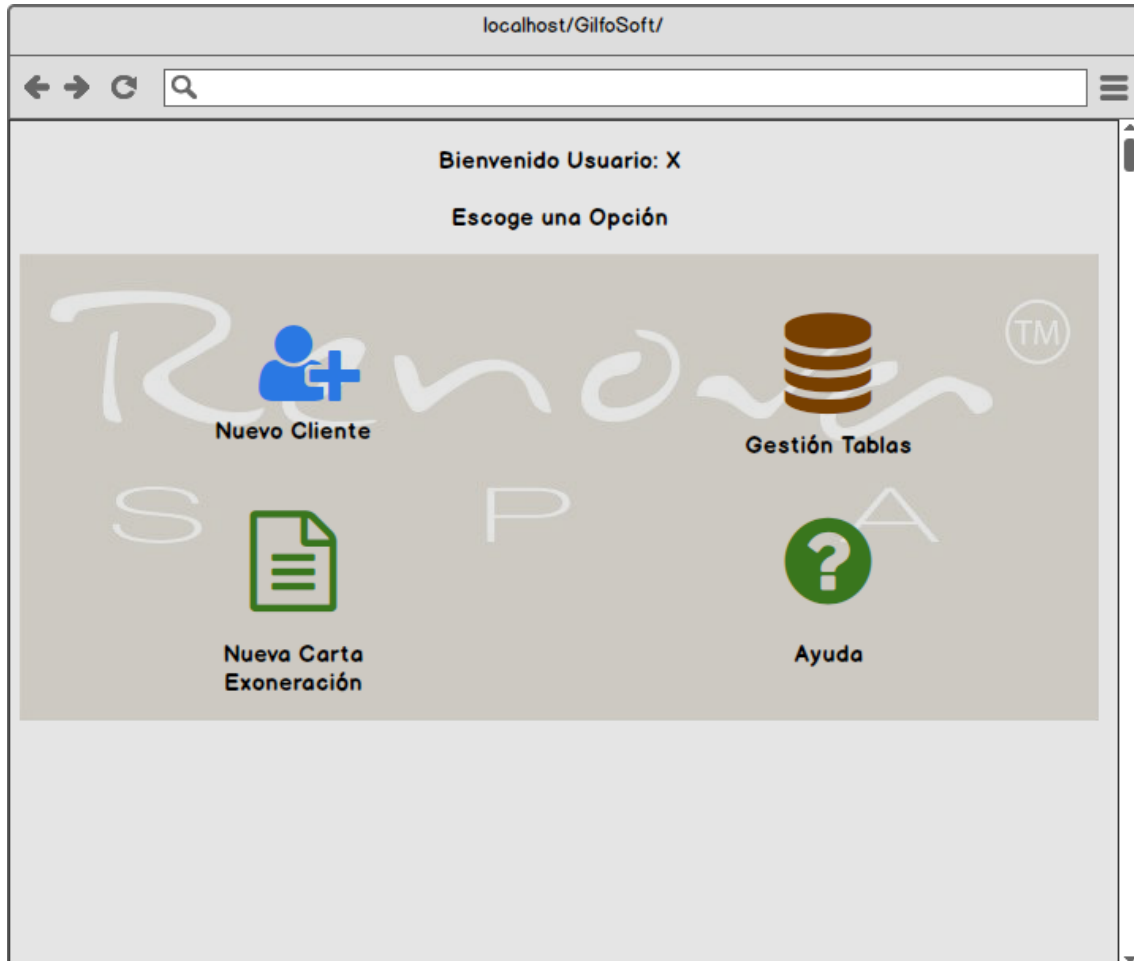 localhost/GilfoSoft/
Bienvenido Usuario: X
Escoge una Opción
Renova
TM
Nuevo Cliente
Gestión Tablas
S P A
Nueva Carta
Exoneración
Ayuda